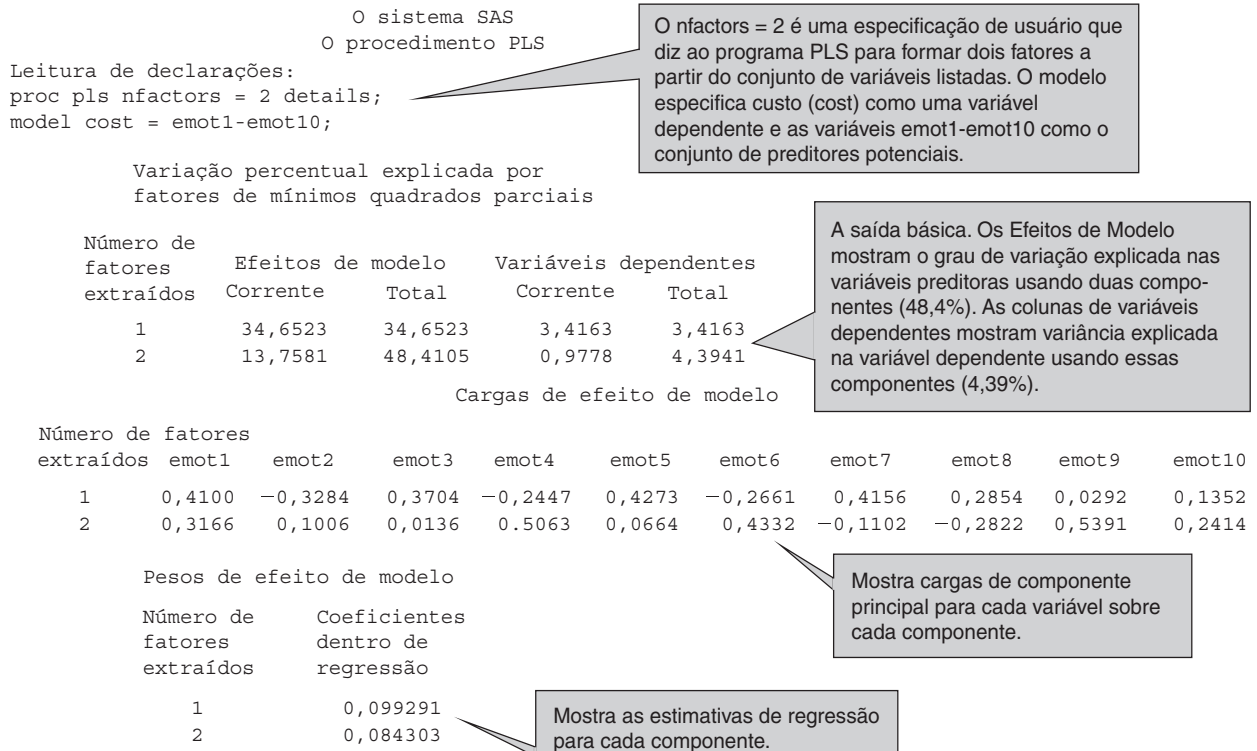 O sistema SAS
O procedimento PLS
Leitura de declarações:
proc pls nfactors = 2 details;
model cost = emot1-emot10;
O nfactors = 2 é uma especificação de usuário que
diz ao programa PLS para formar dois fatores a
partir do conjunto de variáveis listadas. O modelo
especifica custo (cost) como uma variável
dependente e as variáveis emot1-emot10 como o
conjunto de preditores potenciais.
Variação percentual explicada por
fatores de mínimos quadrados parciais
Número de
fatores Efeitos de modelo Variáveis dependentes
extraídos Corrente Total Corrente Total
1 34,6523 34,6523 3,4163 3,4163
2 13,7581 48,4105 0,9778 4,3941
A saída básica. Os Efeitos de Modelo
mostram o grau de variação explicada nas
variáveis preditoras usando duas compo-
nentes (48,4%). As colunas de variáveis
dependentes mostram variância explicada
na variável dependente usando essas
componentes (4,39%).
Cargas de efeito de modelo
Número de fatores
extraídos emot1 emot2 emot3 emot4 emot5 emot6 emot7 emot8 emot9 emot10
1 0,4100 −0,3284 0,3704 −0,2447 0,4273 −0,2661 0,4156 0,2854 0,0292 0,1352
2 0,3166 0,1006 0,0136 0.5063 0,0664 0,4332 −0,1102 −0,2822 0,5391 0,2414
Mostra cargas de componente
principal para cada variável sobre
cada componente.
Pesos de efeito de modelo
Número de Coeficientes
fatores dentro de
extraídos regressão
1 0,099291
2 0,084303
Mostra as estimativas de regressão
para cada componente.